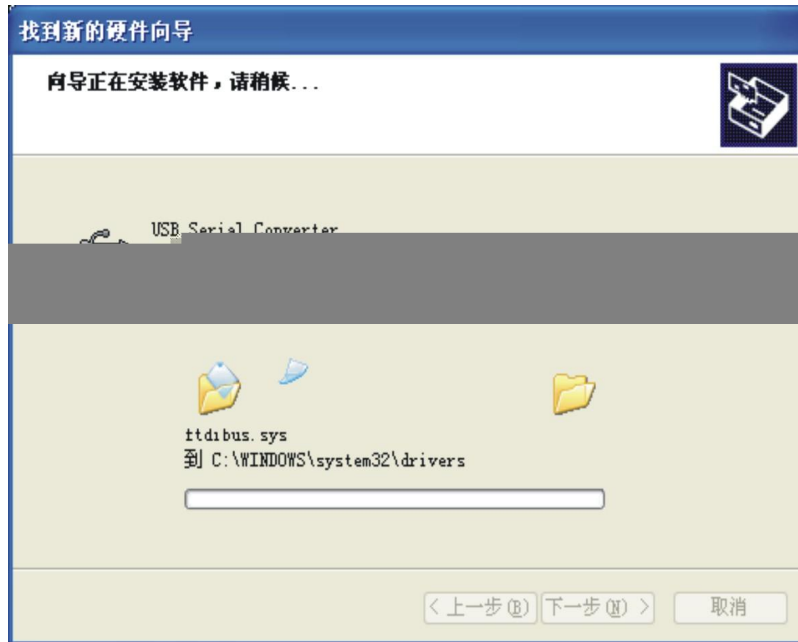 找到新的硬件向导
向导正在安装软件，请稍候...
USB Serial Converter
ftdibus.sys
到 C:\WINDOWS\system32\drivers
< 上一步(B)
下一步(N) >
取消